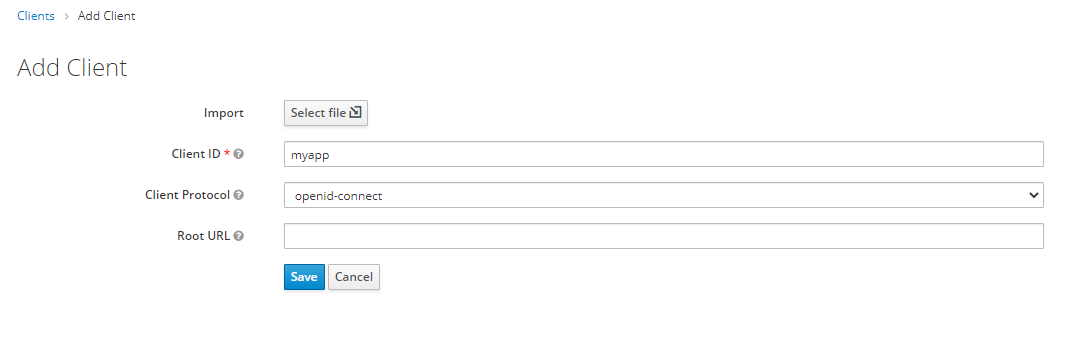 Clients > Add Client
Add Client
Import Select file
Client ID * myapp
Client Protocol openid-connect
Root URL
Save Cancel